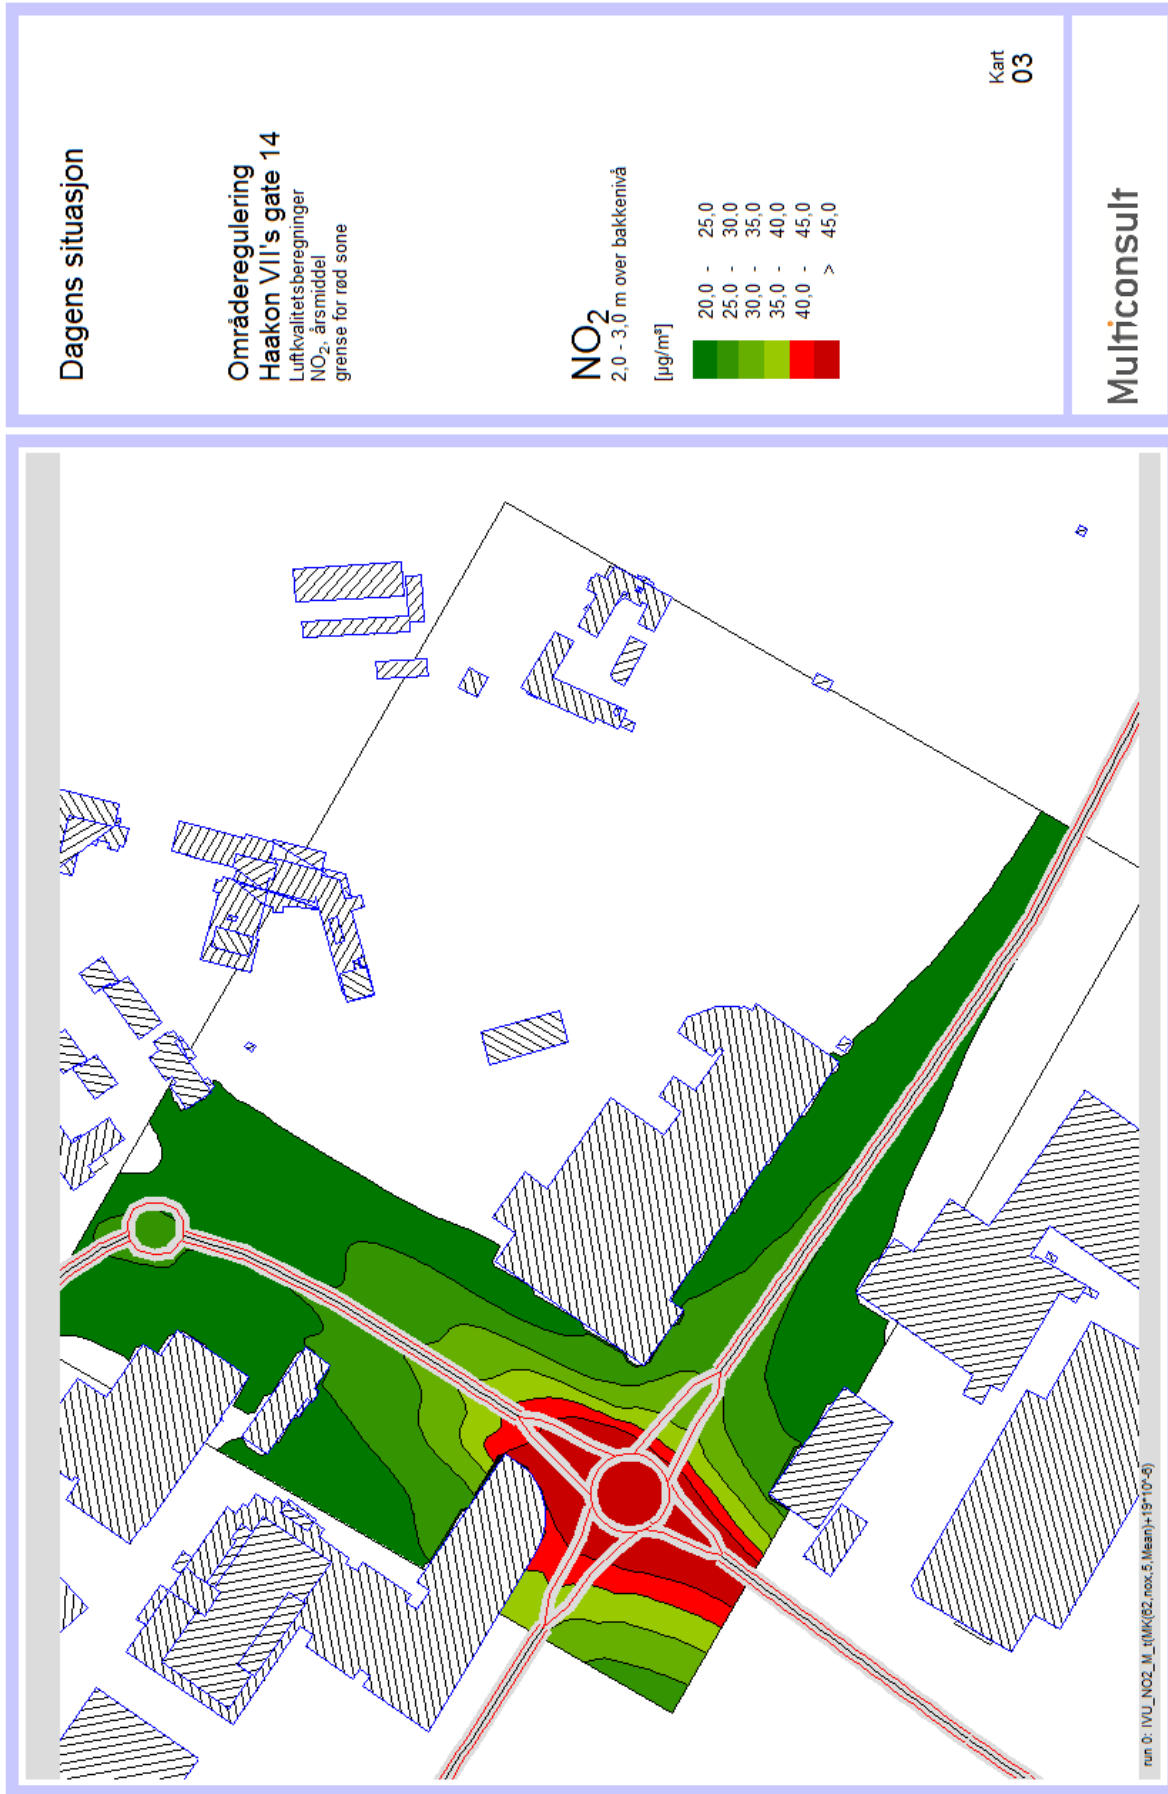 Dagens situasjon
Områderegulering
Haakon VII's gate 14
Luftkvalitetsberegninger
NO2, årsmiddel
grense for rød sone
NO2
2,0 - 3,0 m over bakkenivå
[µg/m³]
20,0 - 25,0
25,0 - 30,0
30,0 - 35,0
35,0 - 40,0
40,0 - 45,0
> 45,0
Kart
03
Multiconsult
run 0: IVU_NO2_M_t(MK(62,nox,5,Mean)+19*10^-6)